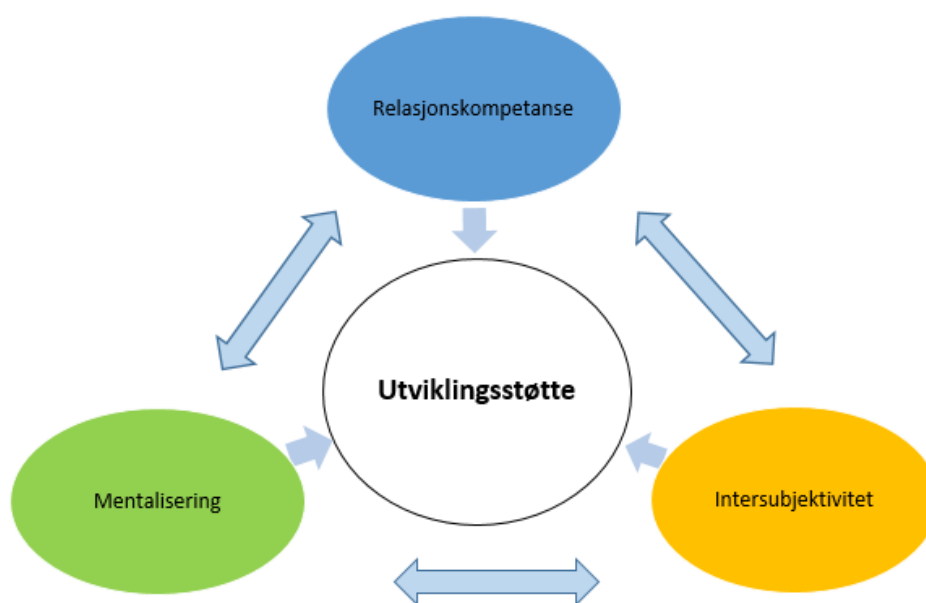 Relasjonskompetanse
Utviklingsstøtte
Mentalisering
Intersubjektivitet